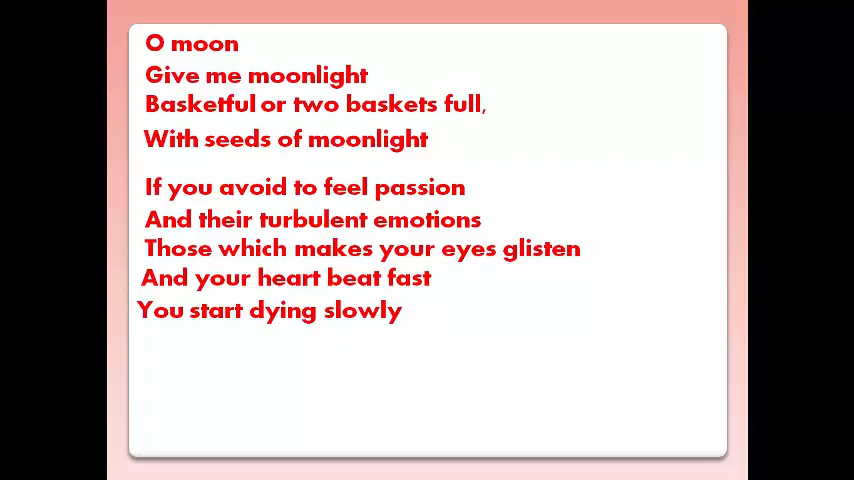 O moon
Give me moonlight
Basketful or two baskets full,
With seeds of moonlight
If you avoid to feel passion
And their turbulent emotions
Those which makes your eyes glisten
And your heart beat fast
You start dying slowly